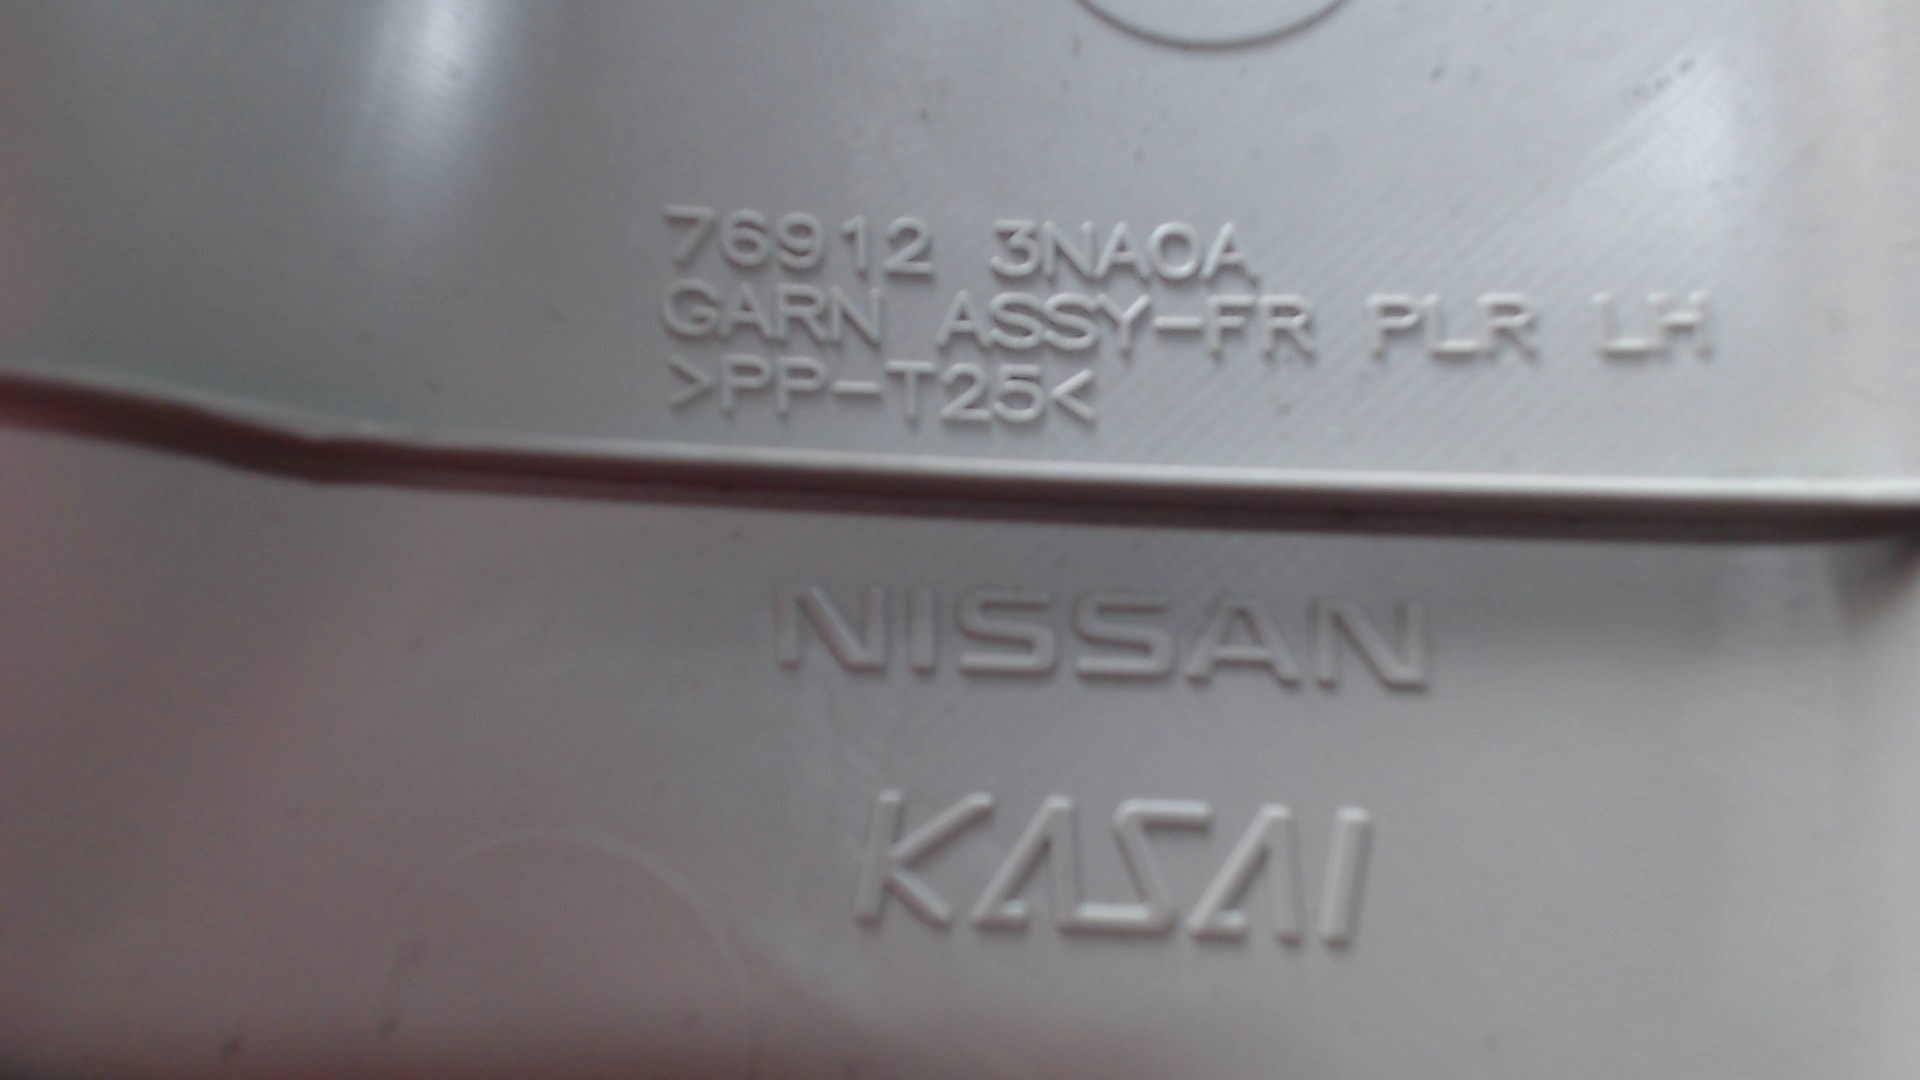 76912 3NA0A
GARN ASSY-FR PLR LH
>PP-T25<
NISSAN
KASAI